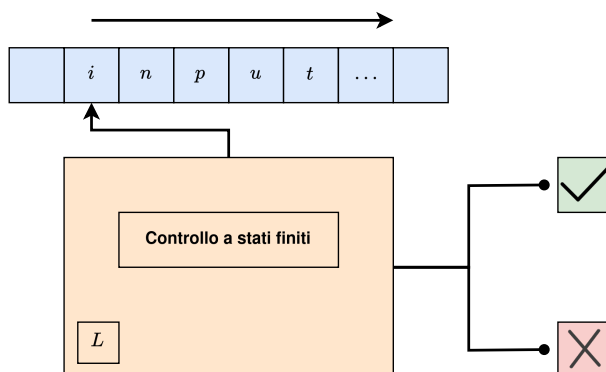 i n p u t ...
Controllo a stati finiti
L